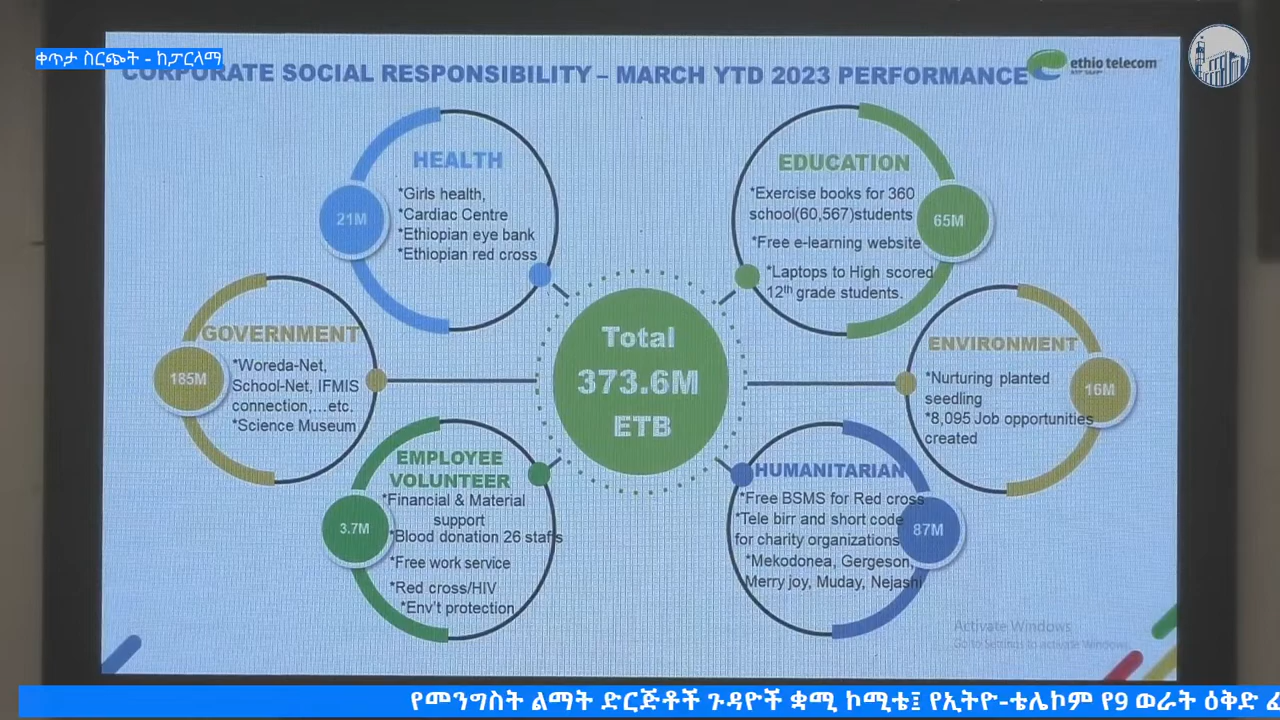 ቀጥታ ስርጭት - ከፓርላማ
CORPORATE SOCIAL RESPONSIBILITY – MARCH YTD 2023 PERFORMANCE
ethio telecom
HEALTH
*Girls health,
*Cardiac Centre
*Ethiopian eye bank
*Ethiopian red cross
21M
EDUCATION
*Exercise books for 360
school(60,567)students
*Free e-learning website
*Laptops to High scored
12th grade students.
65M
GOVERNMENT
*Woreda-Net,
School-Net, IFMIS
connection,...etc.
*Science Museum
185M
Total
373.6M
ETB
ENVIRONMENT
*Nurturing planted
seedling
*8,095 Job opportunities
created
16M
EMPLOYEE
VOLUNTEER
*Financial & Material
support
*Blood donation 26 staffs
*Free work service
*Red cross/HIV
*Env't protection
3.7M
HUMANITARIAN
*Free BSMS for Red cross
*Tele birr and short code
for charity organizations
*Mekodonea, Gergeson,
Merry joy, Muday, Nejashi
87M
Activate Windows
Go to Settings to activate Windows.
የመንግስት ልማት ድርጅቶች ጉዳዮች ቋሚ ኮሚቴ፤ የኢትዮ-ቴሌኮም የ9 ወራት ዕቅድ